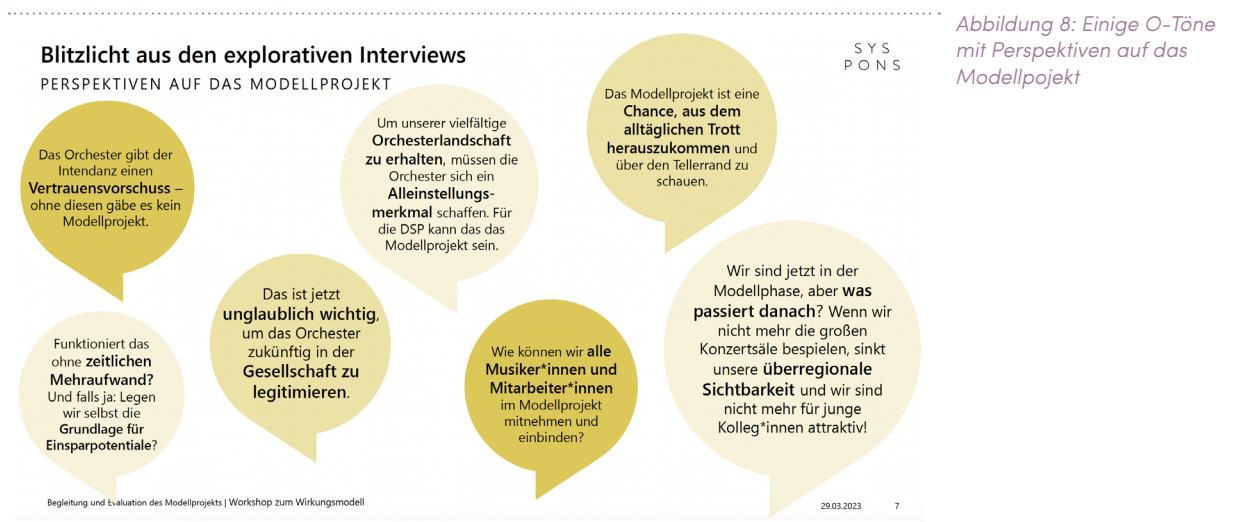 Abbildung 8: Einige O-Töne
mit Perspektiven auf das
Modellpojekt
Blitzlicht aus den explorativen Interviews
PERSPEKTIVEN AUF DAS MODELLPROJEKT
SYS
PONS
Das Orchester gibt der
Intendanz einen
Vertrauensvorschuss –
ohne diesen gäbe es kein
Modellprojekt.
Um unserer vielfältige
Orchesterlandschaft
zu erhalten, müssen die
Orchester sich ein
Alleinstellungs-
merkmal schaffen. Für
die DSP kann das das
Modellprojekt sein.
Das Modellprojekt ist eine
Chance, aus dem
alltäglichen Trott
herauszukommen und
über den Tellerrand zu
schauen.
Funktioniert das
ohne zeitlichen
Mehraufwand?
Und falls ja: Legen
wir selbst die
Grundlage für
Einsparpotentiale?
Das ist jetzt
unglaublich wichtig,
um das Orchester
zukünftig in der
Gesellschaft zu
legitimieren.
Wie können wir alle
Musiker*innen und
Mitarbeiter*innen
im Modellprojekt
mitnehmen und
einbinden?
Wir sind jetzt in der
Modellphase, aber was
passiert danach? Wenn wir
nicht mehr die großen
Konzertsäle bespielen, sinkt
unsere überregionale
Sichtbarkeit und wir sind
nicht mehr für junge
Kolleg*innen attraktiv!
Begleitung und Evaluation des Modellprojekts | Workshop zum Wirkungsmodell
29.03.2023
7